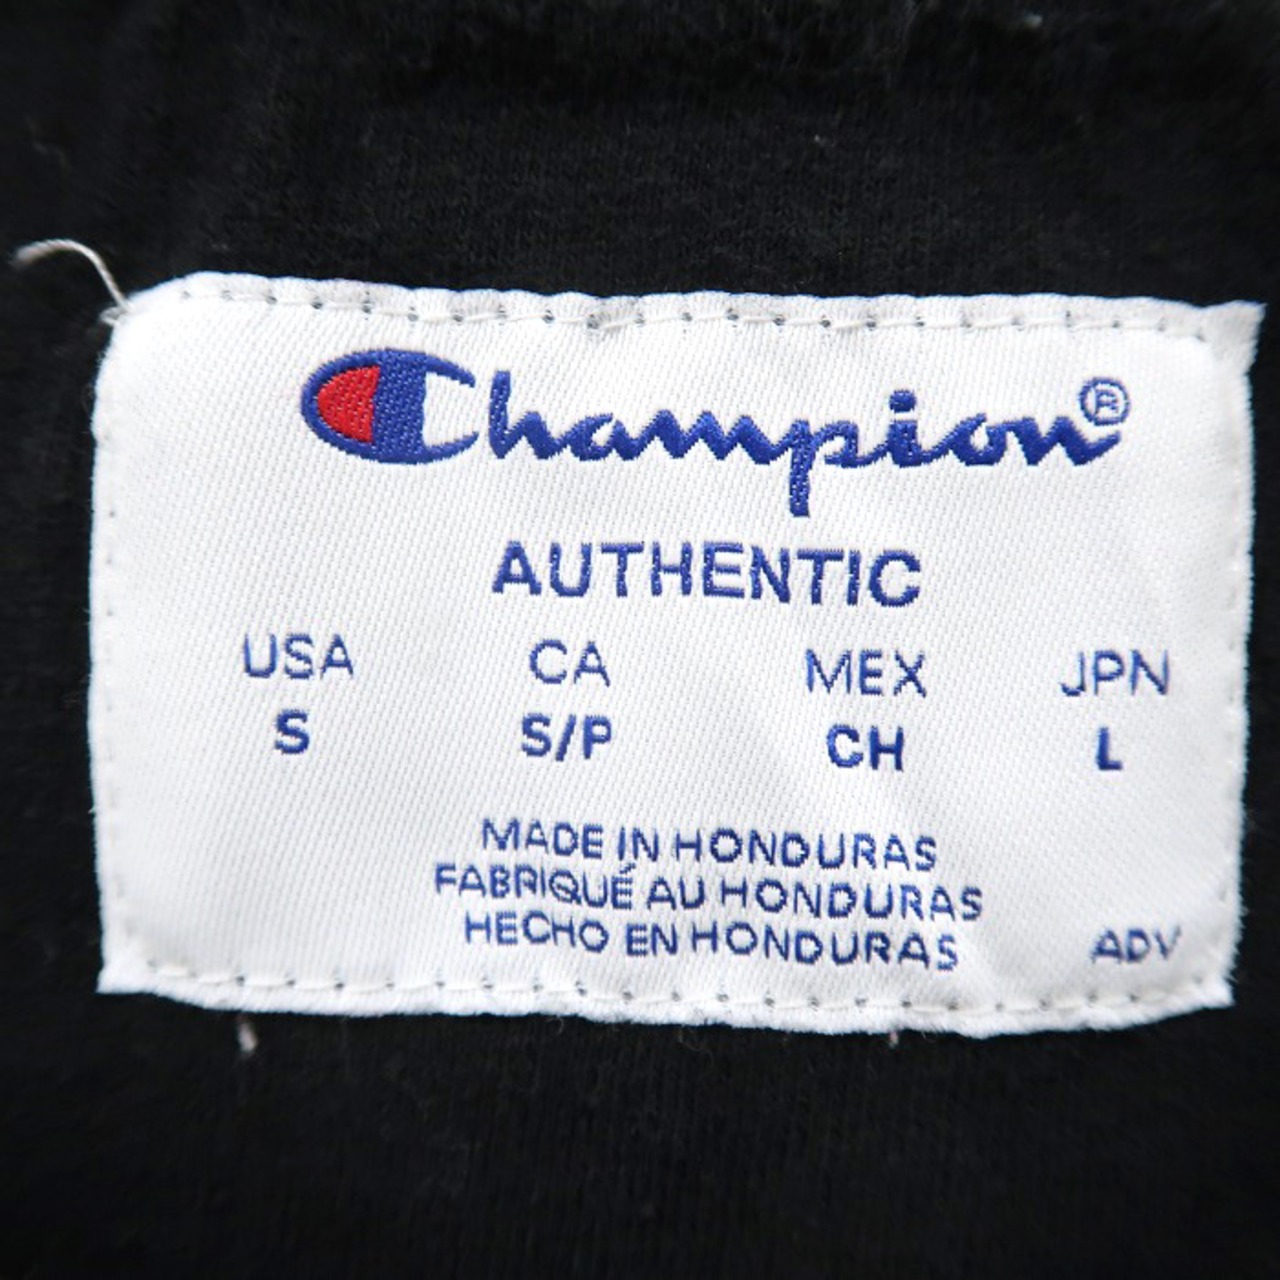 Champion®
AUTHENTIC
USA CA MEX JPN
S S/P CH L
MADE IN HONDURAS
FABRIQUÉ AU HONDURAS
HECHO EN HONDURAS ADV